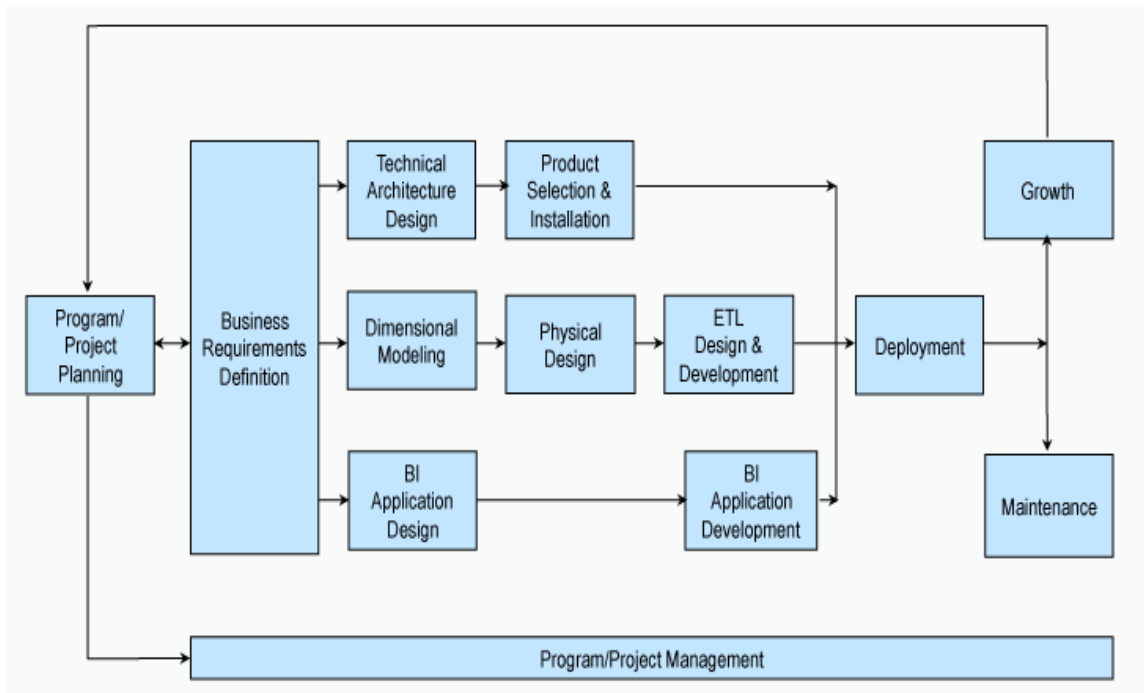 Program/
Project
Planning
Business
Requirements
Definition
Technical
Architecture
Design
Product
Selection &
Installation
Dimensional
Modeling
Physical
Design
ETL
Design &
Development
BI
Application
Design
BI
Application
Development
Deployment
Growth
Maintenance
Program/Project Management